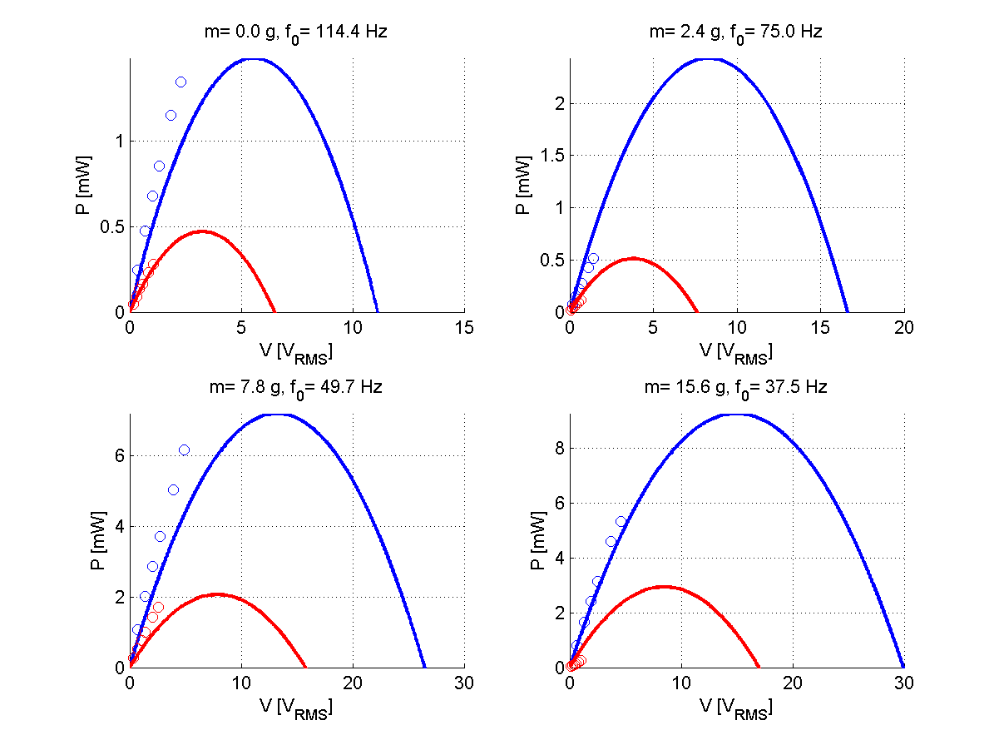 m= 0.0 g, f0= 114.4 Hz
1
0.5
0
P [mW]
0 5 10 15
V [VRMS]
m= 2.4 g, f0= 75.0 Hz
2
1.5
1
0.5
0
P [mW]
0 5 10 15 20
V [VRMS]
m= 7.8 g, f0= 49.7 Hz
6
4
2
0
P [mW]
0 10 20 30
V [VRMS]
m= 15.6 g, f0= 37.5 Hz
8
6
4
2
0
P [mW]
0 10 20 30
V [VRMS]